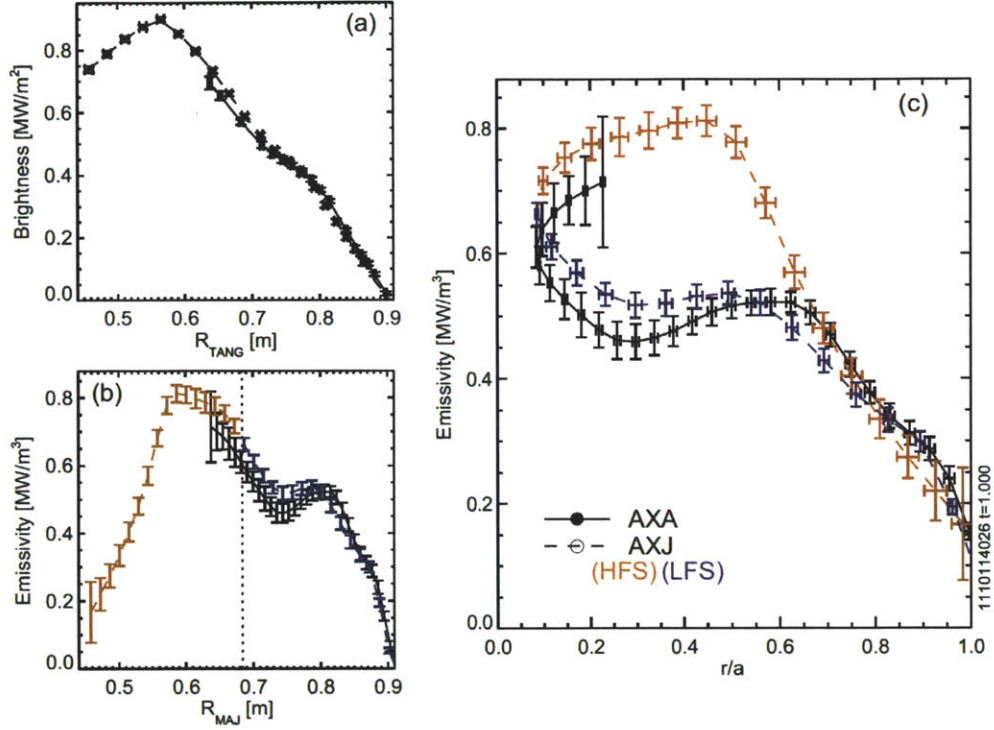 (a)
Brightness [MW/m²]
0.8
0.6
0.4
0.2
0.0
0.5 0.6 0.7 0.8 0.9
R_TANG [m]
(b)
Emissivity [MW/m³]
0.8
0.6
0.4
0.2
0.0
0.5 0.6 0.7 0.8 0.9
R_MAJ [m]
(c)
Emissivity [MW/m³]
0.8
0.6
0.4
0.2
0.0
0.0 0.2 0.4 0.6 0.8 1.0
r/a
AXA
AXJ
(HFS) (LFS)
1110114026 t=1.000